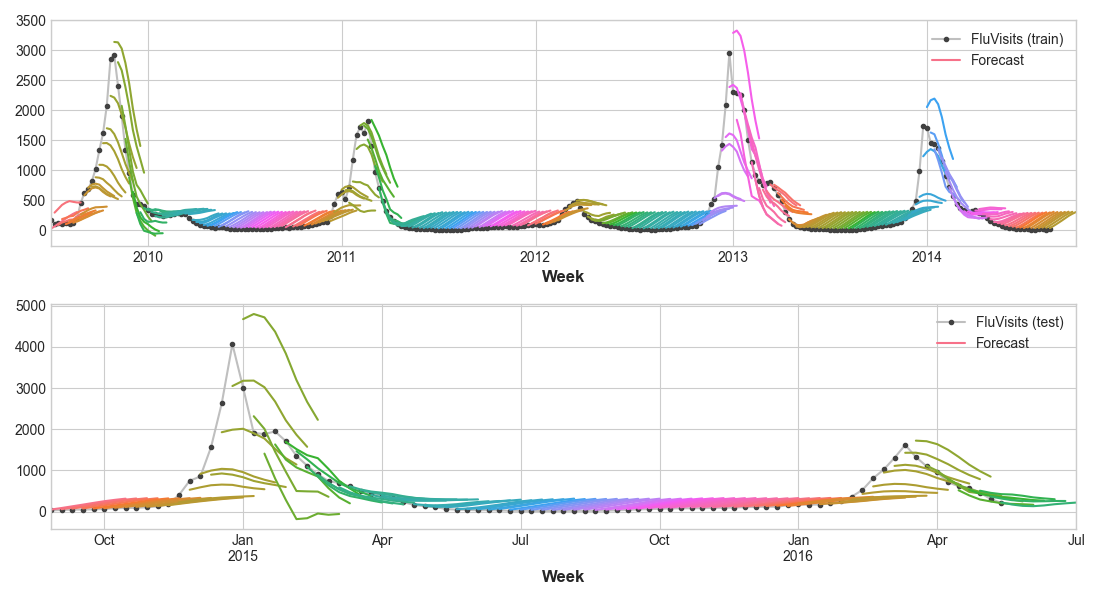 3500
3000
2500
2000
1500
1000
500
0
FluVisits (train)
Forecast
2010 2011 2012 2013 2014
Week
5000
4000
3000
2000
1000
0
FluVisits (test)
Forecast
Oct Jan Apr Jul Oct Jan Apr Jul
2015 2016
Week